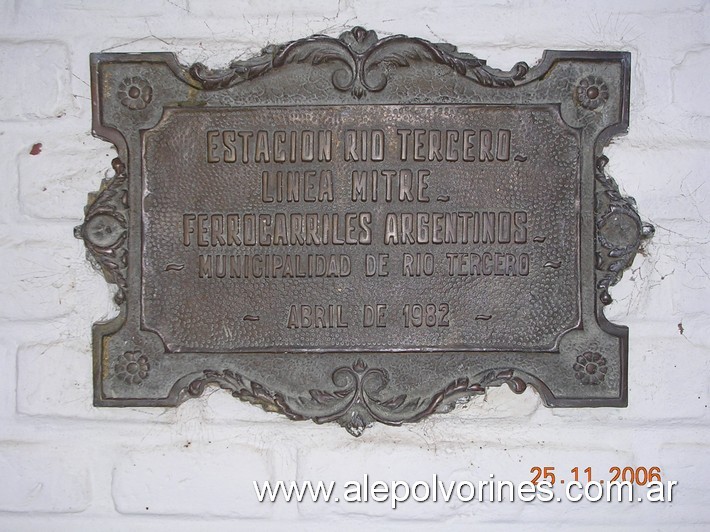 ESTACION RIO TERCERO~
LINEA MITRE~
FERROCARRILES ARGENTINOS~
~ MUNICIPALIDAD DE RIO TERCERO ~
~ ABRIL DE 1982 ~
25.11.2006
www.alepolvorines.com.ar